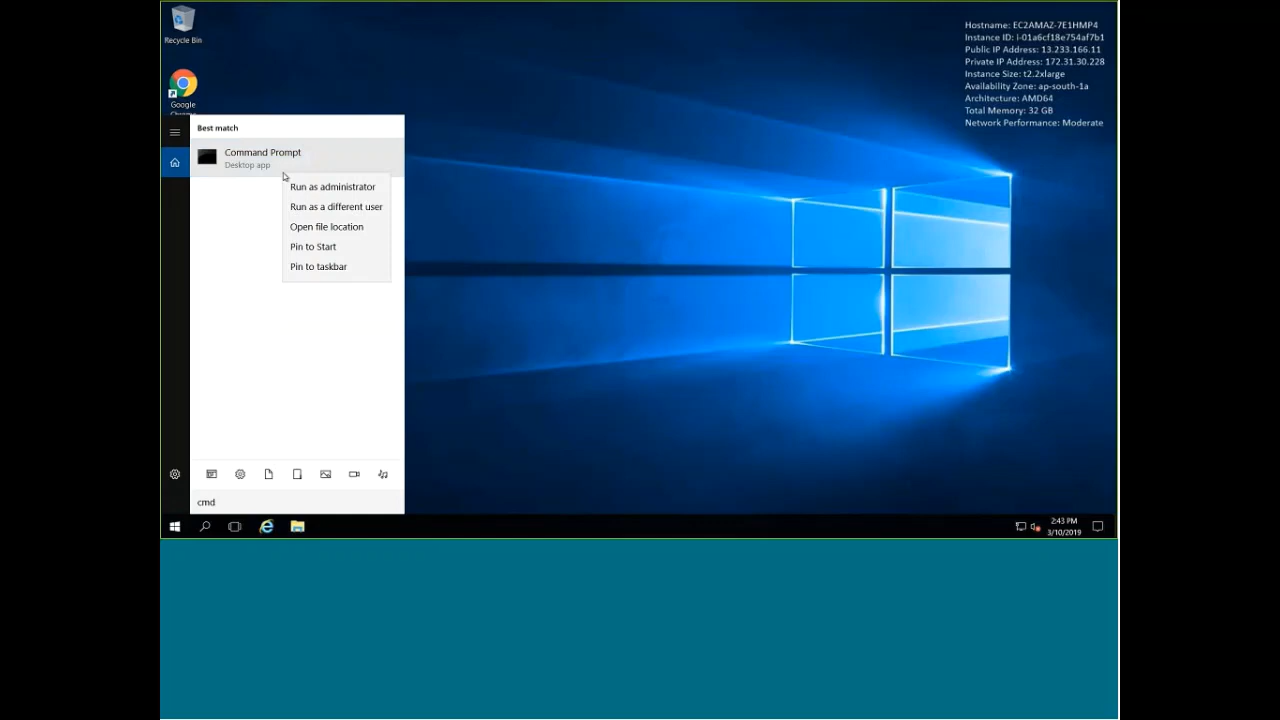 Recycle Bin
Google
Hostname: EC2AMAZ-7E1HMP4
Instance ID: i-01a6cf18e754af7b1
Public IP Address: 13.233.166.11
Private IP Address: 172.31.30.228
Instance Size: t2.2xlarge
Availability Zone: ap-south-1a
Architecture: AMD64
Total Memory: 32 GB
Network Performance: Moderate
Best match
Command Prompt
Desktop app
Run as administrator
Run as a different user
Open file location
Pin to Start
Pin to taskbar
cmd
2:43 PM
3/10/2019